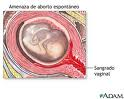 Amenaza de aborto espontáneo
Sangrado
vaginal
ADAM.